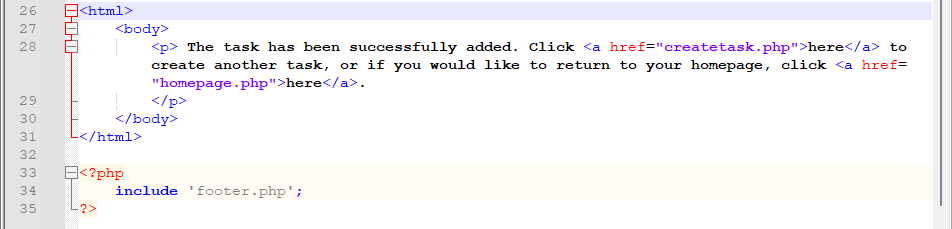 26 <html>
27 <body>
28 <p> The task has been successfully added. Click <a href="createtask.php">here</a> to
create another task, or if you would like to return to your homepage, click <a href=
"homepage.php">here</a>.
29 </p>
30 </body>
31 </html>
32
33 <?php
34 include 'footer.php';
35 ?>